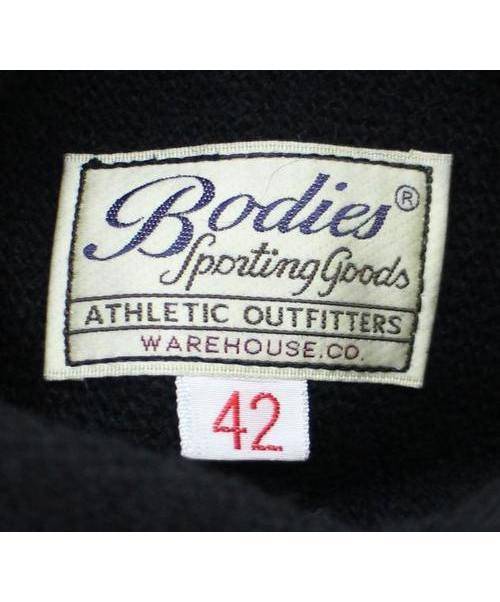 Bodies®
Sporting Goods
ATHLETIC OUTFITTERS
WAREHOUSE.CO.
42